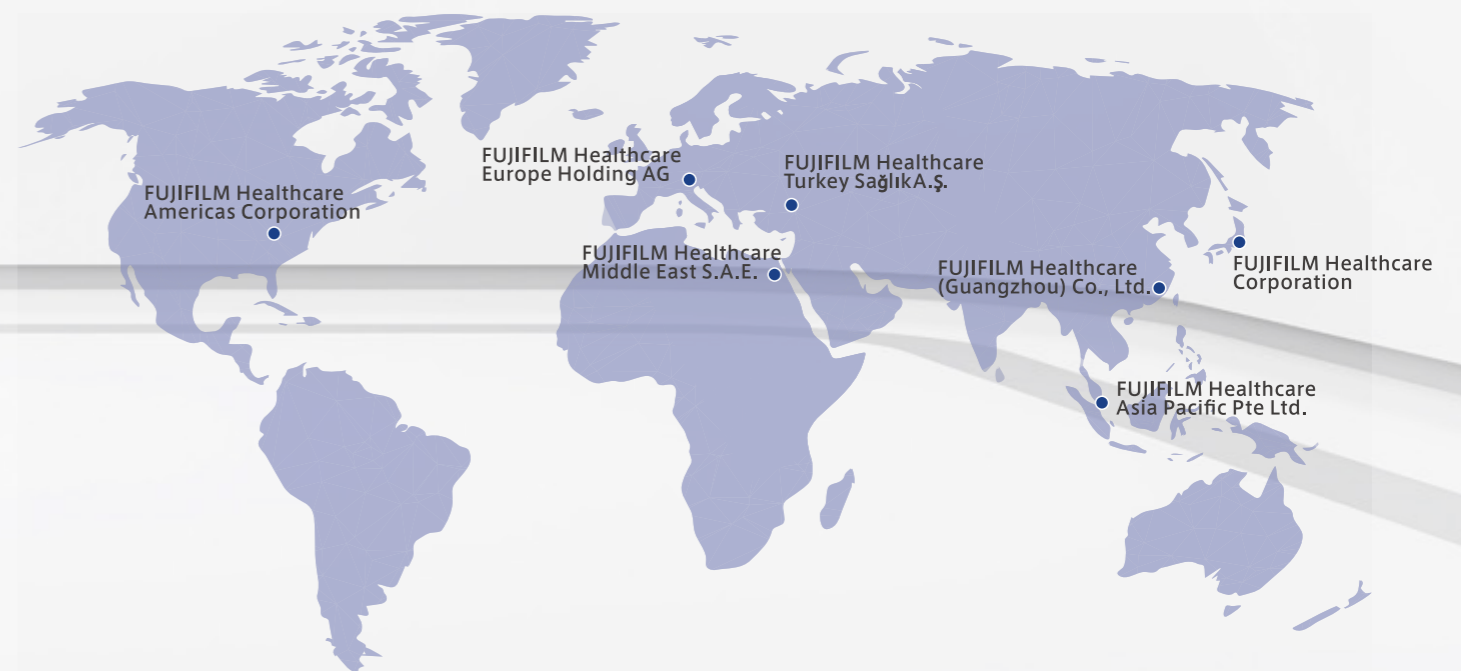 FUJIFILM Healthcare
Europe Holding AG
FUJIFILM Healthcare
Turkey SağlıkA.Ş.
FUJIFILM Healthcare
Americas Corporation
FUJIFILM Healthcare
Middle East S.A.E.
FUJIFILM Healthcare
(Guangzhou) Co., Ltd.
FUJIFILM Healthcare
Corporation
FUJIFILM Healthcare
Asia Pacific Pte Ltd.